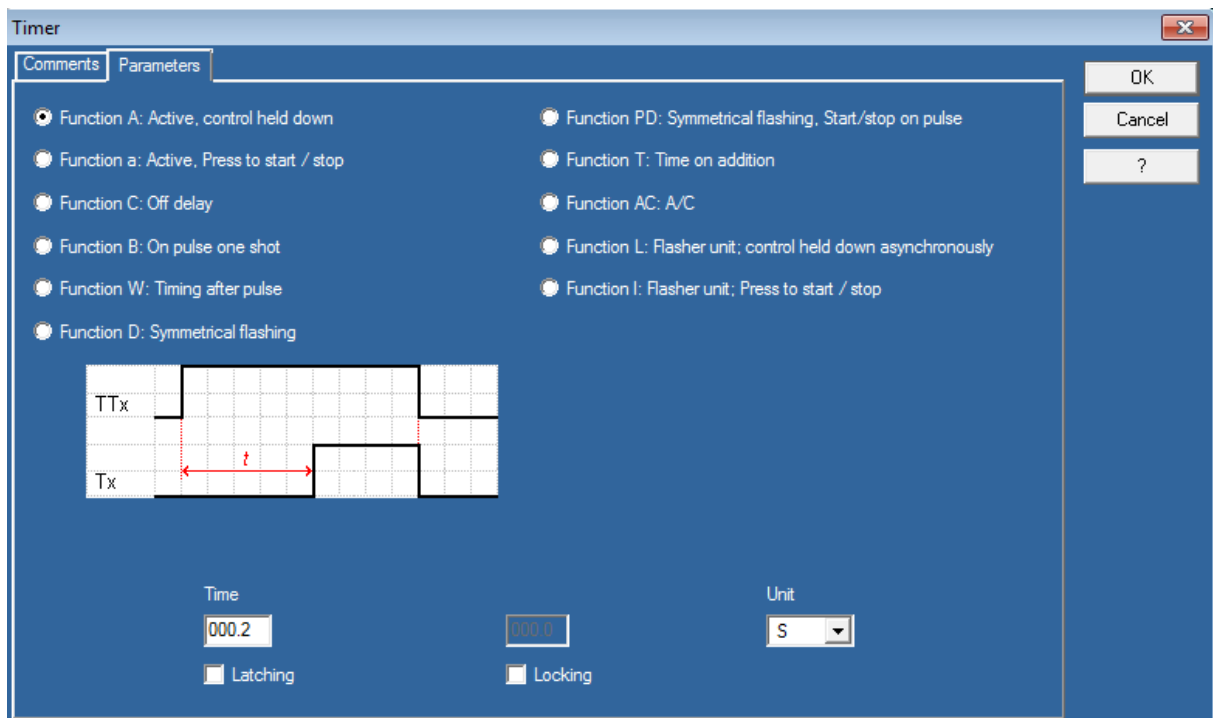 Timer
Comments
Parameters
OK
Cancel
?
Function A: Active, control held down
Function a: Active, Press to start / stop
Function C: Off delay
Function B: On pulse one shot
Function W: Timing after pulse
Function D: Symmetrical flashing
Function PD: Symmetrical flashing, Start/stop on pulse
Function T: Time on addition
Function AC: A/C
Function L: Flasher unit; control held down asynchronously
Function I: Flasher unit; Press to start / stop
TTx
t
Tx
Time
Unit
000.2
000.0
S
Latching
Locking